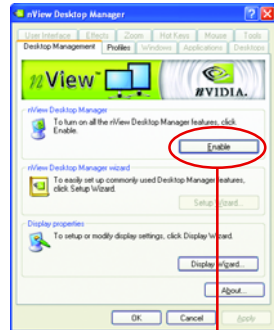 nView Desktop Manager
User Interface Effects Zoom Hot Keys Mouse Tools
Desktop Management Profiles Windows Applications Desktops
nView™
nVIDIA.
nView Desktop Manager
To turn on all the nView Desktop Manager features, click
Enable.
Enable
nView Desktop Manager wizard
To easily set up commonly used Desktop Manager features,
click Setup Wizard.
Setup Wizard...
Display properties
To setup or modify display settings, click Display Wizard.
Display Wizard...
About...
OK Cancel Apply